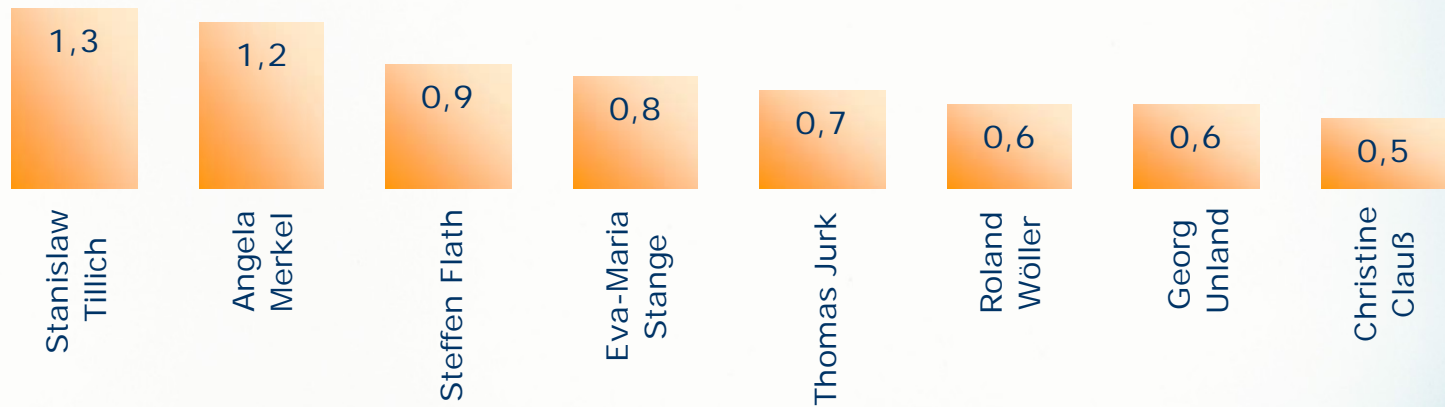 1,3
1,2
0,9
0,8
0,7
0,6
0,6
0,5
Stanislaw
Tillich
Angela
Merkel
Steffen Flath
Eva-Maria
Stange
Thomas Jurk
Roland
Wöller
Georg
Unland
Christine
Clauß